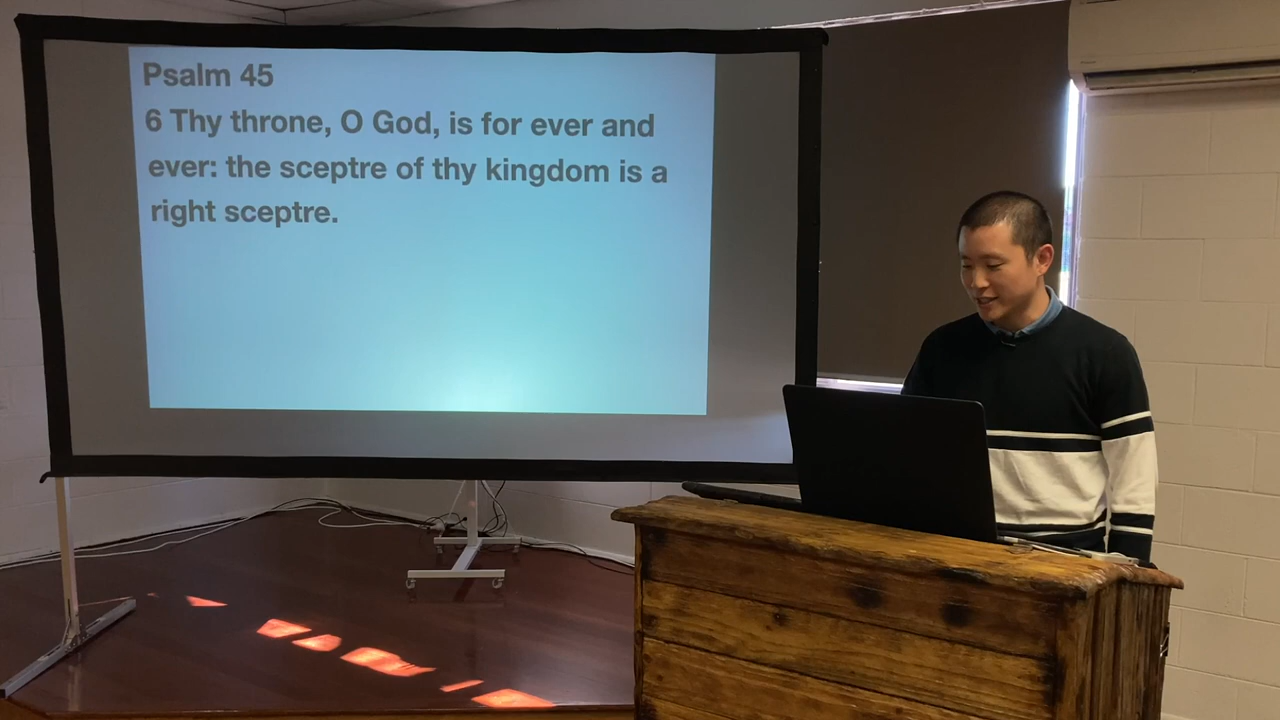 Psalm 45
6 Thy throne, O God, is for ever and
ever: the sceptre of thy kingdom is a
right sceptre.